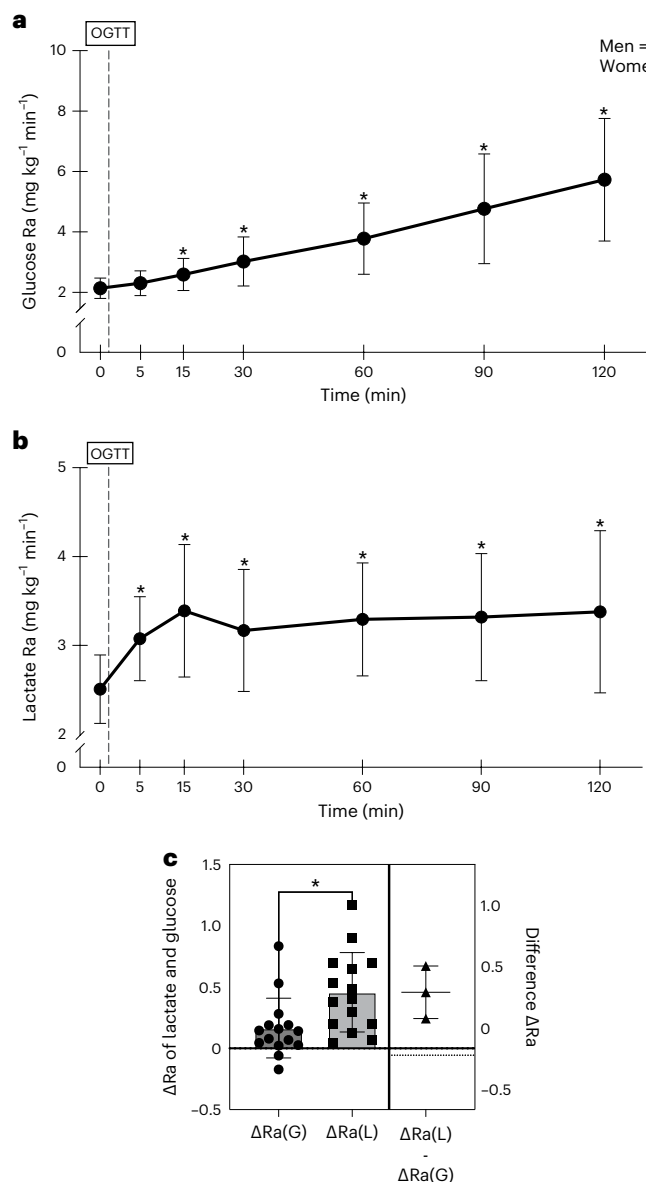 a
OGTT
Men =
Wome
Glucose Ra (mg kg⁻¹ min⁻¹)
10
8
6
4
2
0
* * * * *
0 5 15 30 60 90 120
Time (min)
b
OGTT
Lactate Ra (mg kg⁻¹ min⁻¹)
5
4
3
2
0
* * * * * *
0 5 15 30 60 90 120
Time (min)
c
ΔRa of lactate and glucose
1.5
1.0
0.5
0
–0.5
*
1.0
0.5
0
–0.5
Difference ΔRa
ΔRa(G) ΔRa(L) ΔRa(L)
-
ΔRa(G)